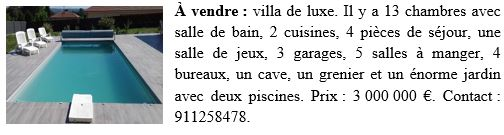 À vendre : villa de luxe. Il y a 13 chambres avec
salle de bain, 2 cuisines, 4 pièces de séjour, une
salle de jeux, 3 garages, 5 salles à manger, 4
bureaux, un cave, un grenier et un énorme jardin
avec deux piscines. Prix : 3 000 000 €. Contact :
911258478.